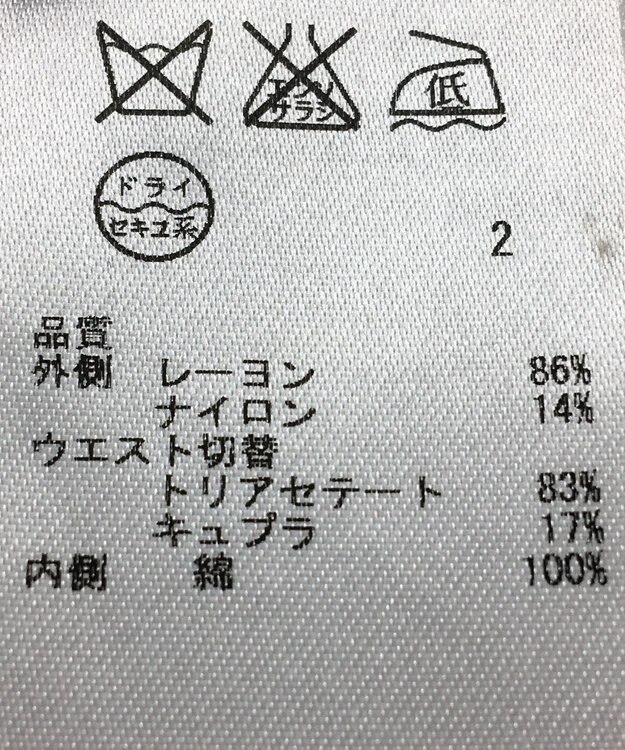 エンソ
サラシ
低
ドライ
セキユ系
2
品質
外側 レーヨン 86%
ナイロン 14%
ウエスト切替
トリアセテート 83%
キュプラ 17%
内側 綿 100%